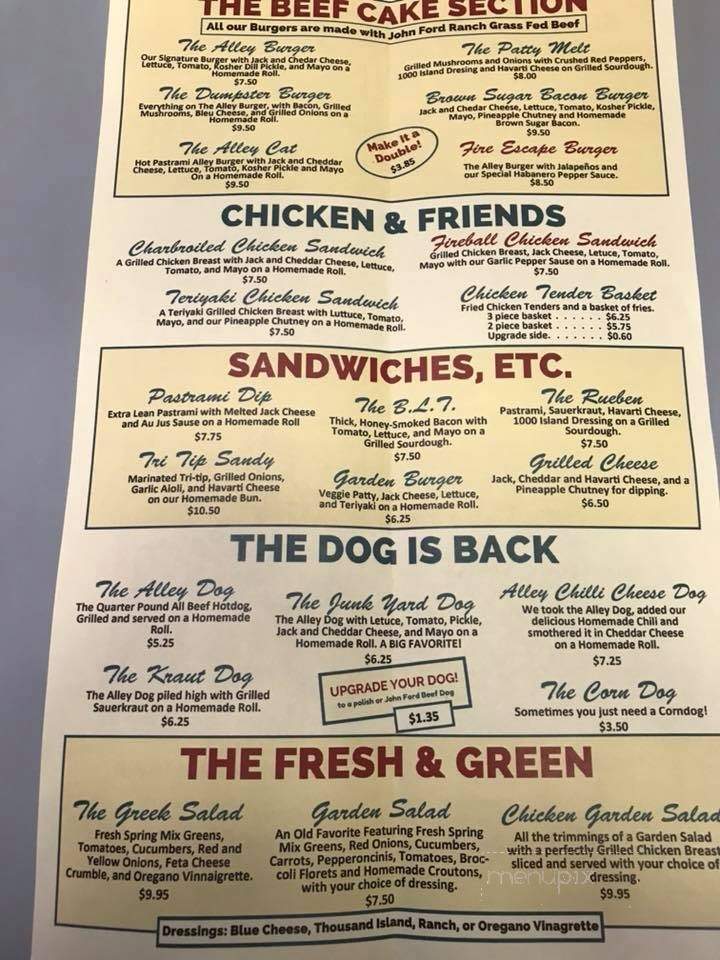 THE BEEF CAKE SECTION
All our Burgers are made with John Ford Ranch Grass Fed Beef
The Alley Burger
Our Signature Burger with Jack and Chedar Cheese,
Lettuce, Tomato, Kosher Dill Pickle, and Mayo on a
Homemade Roll.
$7.50
The Patty Melt
Grilled Mushrooms and Onions with Crushed Red Peppers,
1000 Island Dresing and Havarti Cheese on Grilled Sourdough.
$8.00
The Dumpster Burger
Everything on The Alley Burger, with Bacon, Grilled
Mushrooms, Bleu Cheese, and Grilled Onions on a
Homemade Roll.
$9.50
Brown Sugar Bacon Burger
Jack and Chedar Cheese, Lettuce, Tomato, Kosher Pickle,
Mayo, Pineapple Chutney and Homemade
Brown Sugar Bacon.
$9.50
The Alley Cat
Hot Pastrami Alley Burger with Jack and Cheddar
Cheese, Lettuce, Tomato, Kosher Pickle and Mayo
On a Homemade Roll.
$9.50
Make it a
Double!
$3.85
Fire Escape Burger
The Alley Burger with Jalapeños and
our Special Habanero Pepper Sauce.
$8.50
CHICKEN & FRIENDS
Charbroiled Chicken Sandwich
A Grilled Chicken Breast with Jack and Cheddar Cheese, Lettuce,
Tomato, and Mayo on a Homemade Roll.
$7.50
Fireball Chicken Sandwich
Grilled Chicken Breast, Jack Cheese, Letuce, Tomato,
Mayo with our Garlic Pepper Sause on a Homemade Roll.
$7.50
Teriyaki Chicken Sandwich
A Teriyaki Grilled Chicken Breast with Luttuce, Tomato,
Mayo, and our Pineapple Chutney on a Homemade Roll.
$7.50
Chicken Tender Basket
Fried Chicken Tenders and a basket of fries.
3 piece basket . . . . . . $6.25
2 piece basket . . . . . . $5.75
Upgrade side. . . . . . . $0.60
SANDWICHES, ETC.
Pastrami Dip
Extra Lean Pastrami with Melted Jack Cheese
and Au Jus Sause on a Homemade Roll
$7.75
The B.L.T.
Thick, Honey-Smoked Bacon with
Tomato, Lettuce, and Mayo on a
Grilled Sourdough.
$7.50
The Rueben
Pastrami, Sauerkraut, Havarti Cheese,
1000 Island Dressing on a Grilled
Sourdough.
$7.50
Tri Tip Sandy
Marinated Tri-tip, Grilled Onions,
Garlic Aioli, and Havarti Cheese
on our Homemade Bun.
$10.50
Garden Burger
Veggie Patty, Jack Cheese, Lettuce,
and Teriyaki on a Homemade Roll.
$6.25
Grilled Cheese
Jack, Cheddar and Havarti Cheese, and a
Pineapple Chutney for dipping.
$6.50
THE DOG IS BACK
The Alley Dog
The Quarter Pound All Beef Hotdog,
Grilled and served on a Homemade
Roll.
$5.25
The Junk Yard Dog
The Alley Dog with Letuce, Tomato, Pickle,
Jack and Cheddar Cheese, and Mayo on a
Homemade Roll. A BIG FAVORITE!
$6.25
Alley Chilli Cheese Dog
We took the Alley Dog, added our
delicious Homemade Chili and
smothered it in Cheddar Cheese
on a Homemade Roll.
$7.25
The Kraut Dog
The Alley Dog piled high with Grilled
Sauerkraut on a Homemade Roll.
$6.25
UPGRADE YOUR DOG!
to a polish or John Ford Beef Dog
$1.35
The Corn Dog
Sometimes you just need a Corndog!
$3.50
THE FRESH & GREEN
The Greek Salad
Fresh Spring Mix Greens,
Tomatoes, Cucumbers, Red and
Yellow Onions, Feta Cheese
Crumble, and Oregano Vinnaigrette.
$9.95
Garden Salad
An Old Favorite Featuring Fresh Spring
Mix Greens, Red Onions, Cucumbers,
Carrots, Pepperoncinis, Tomatoes, Broc-
coli Florets and Homemade Croutons,
with your choice of dressing.
$7.50
Chicken Garden Salad
All the trimmings of a Garden Salad
with a perfectly Grilled Chicken Breast
sliced and served with your choice of
dressing.
$9.95
menupix
Dressings: Blue Cheese, Thousand Island, Ranch, or Oregano Vinagrette